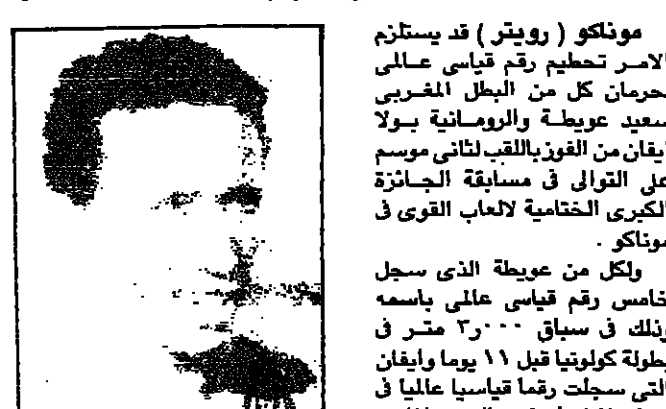 موناكو ( رويتر ) قد يستلزم
الامر تحطيم رقم قياسى عالمى
لحرمان كل من البطل المغربى
سعيد عويطة والرومانية بولا
ايفان من الفوز باللقب لثانى موسم
على التوالى فى مسابقة الجائزة
الكبرى الختامية لالعاب القوى فى
موناكو .
ولكل من عويطة الذى سجل
خامس رقم قياسى عالمى باسمه
وذلك فى سباق ٣٫٠٠٠ متر فى
بطولة كولونيا قبل ١١ يوما وايفان
التى سجلت رقما قياسيا عالميا فى